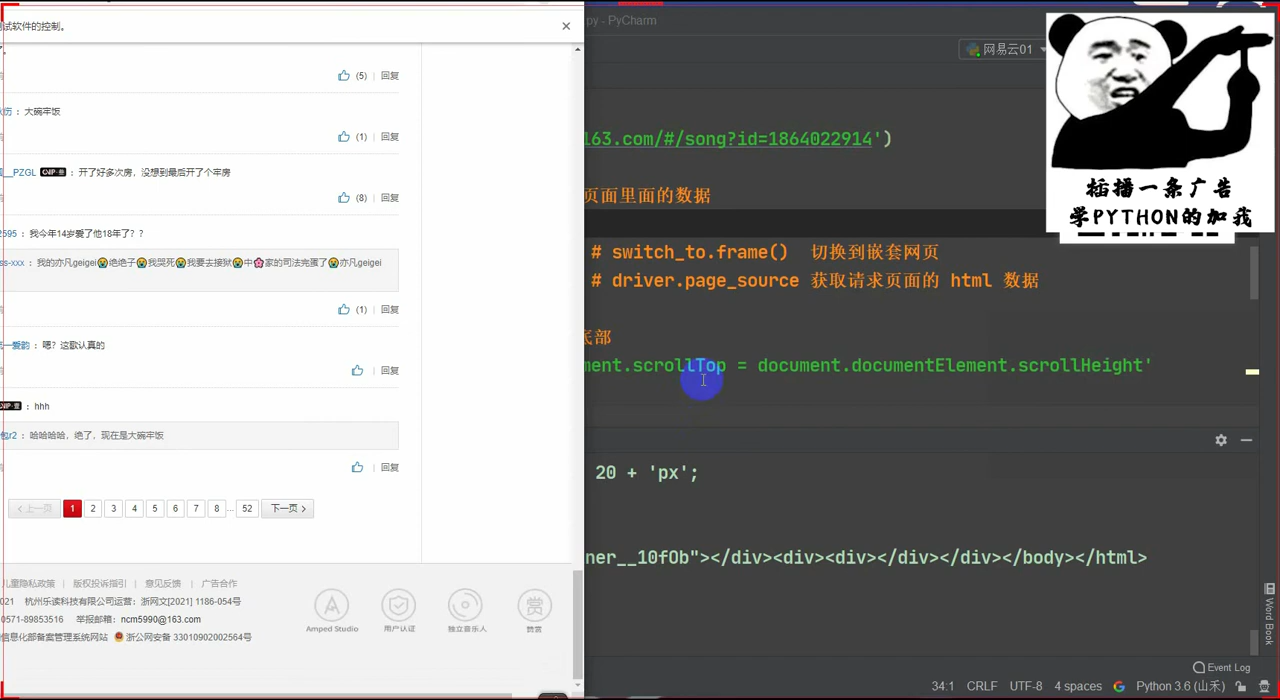 试软件的控制。
(5) | 回复
伤 : 大碗牢饭
(1) | 回复
__PZGL : 开了好多次房，没想到最后开了个牢房
(8) | 回复
2595 : 我今年14岁爱了他18年了？?
ss-xxx : 我的亦凡geigei😭绝绝子😭我哭死😭我要去接狱😭中🌸家的司法完蛋了😭亦凡geigei
(1) | 回复
一爱韵 : 嗯？这歌认真的
回复
: hhh
包r2 : 哈哈哈哈，绝了，现在是大碗牢饭
回复
上一页 1 2 3 4 5 6 7 8 ... 52 下一页
儿童隐私政策 | 版权投诉指引 | 意见反馈 | 广告合作
021 杭州乐读科技有限公司运营：浙网文[2021] 1186-054号
0571-89853516 举报邮箱：ncm5990@163.com
信息化部备案管理系统网站 浙公网安备 33010902002564号
Amped Studio 用户认证 独立音乐人 赞赏
py - PyCharm
网易云01
163.com/#/song?id=1864022914')
页面里面的数据
# switch_to.frame() 切换到嵌套网页
# driver.page_source 获取请求页面的 html 数据
底部
ment.scrollTop = document.documentElement.scrollHeight'
20 + 'px';
ner__10fOb"></div><div><div></div></div></body></html>
Word Book
Event Log
34:1 CRLF UTF-8 4 spaces Python 3.6 (山禾)
插播一条广告
学PYTHON的加我